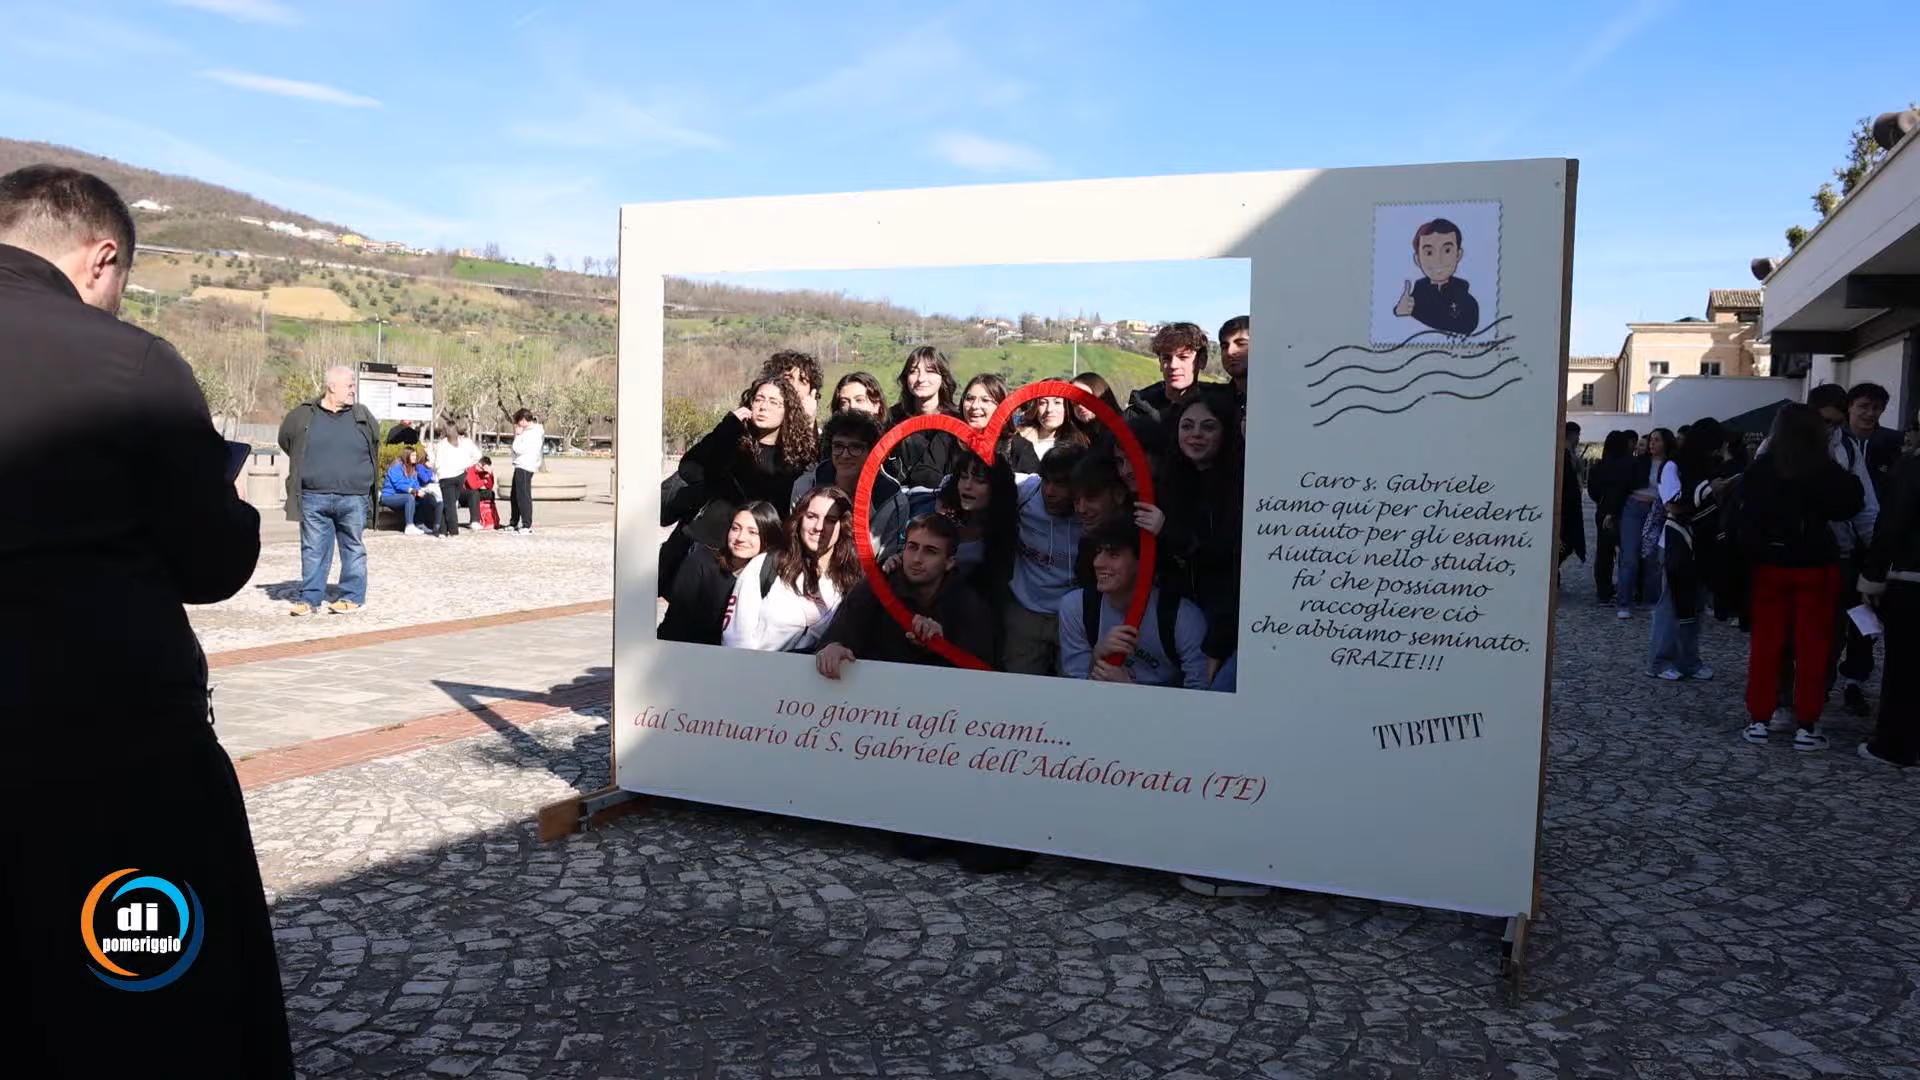 Caro s. Gabriele
siamo qui per chiederti
un aiuto per gli esami.
Aiutaci nello studio,
fa' che possiamo
raccogliere ciò
che abbiamo seminato.
GRAZIE!!!
TVBTTTT
100 giorni agli esami....
dal Santuario di S. Gabriele dell'Addolorata (TE)
di
pomeriggio